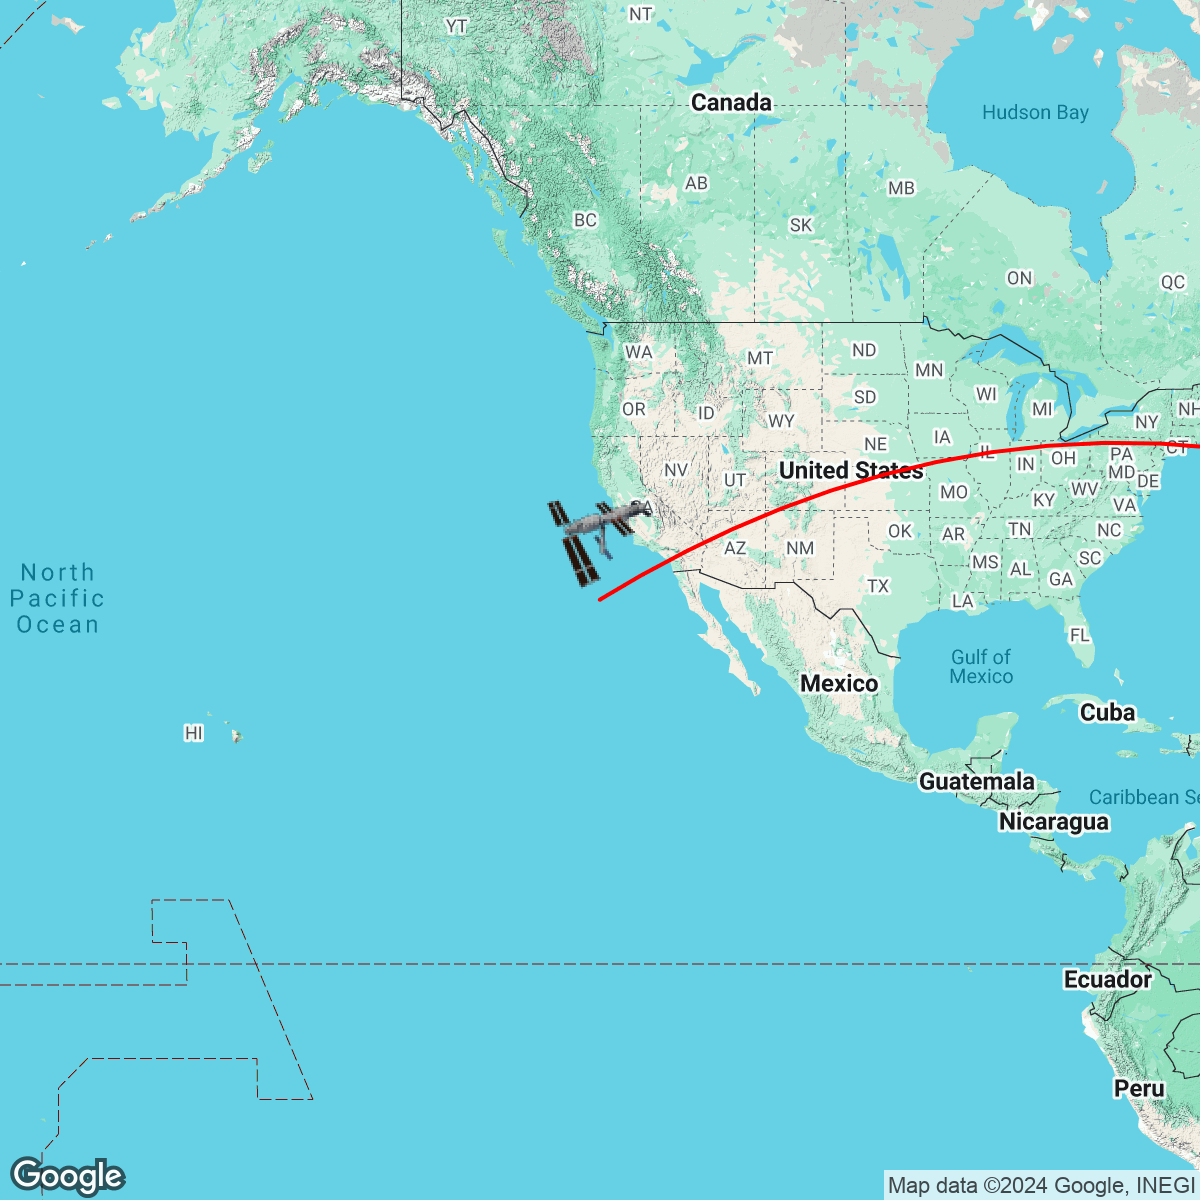 NT
YT
Canada
Hudson Bay
AB
MB
BC
SK
ON
QC
WA
MT
ND
MN
WI
MI
NY
NH
OR
ID
WY
SD
NE
IA
IL
IN
OH
PA
CT
NV
UT
United States
MO
KY
WV
MD
DE
VA
CA
AZ
NM
OK
AR
TN
NC
MS
AL
SC
GA
TX
LA
FL
North
Pacific
Ocean
Gulf of
Mexico
Mexico
Cuba
HI
Guatemala
Caribbean Se
Nicaragua
Ecuador
Peru
Google
Map data ©2024 Google, INEGI